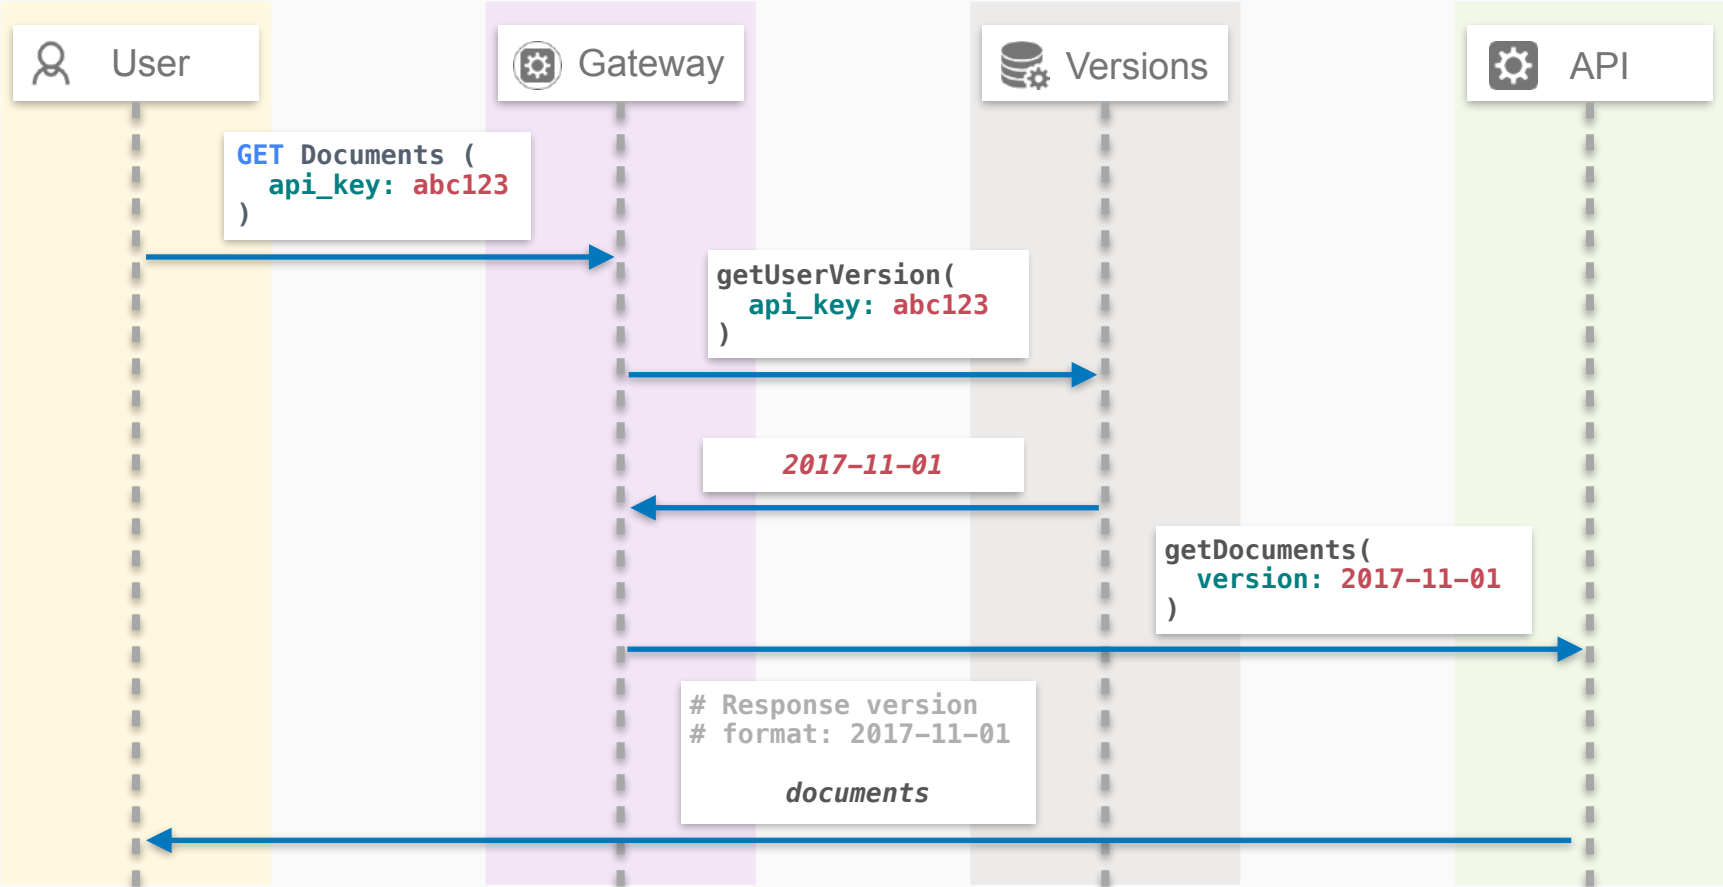 User
Gateway
Versions
API
GET Documents (
  api_key: abc123
)
getUserVersion(
  api_key: abc123
)
2017-11-01
getDocuments(
  version: 2017-11-01
)
# Response version
# format: 2017-11-01
documents